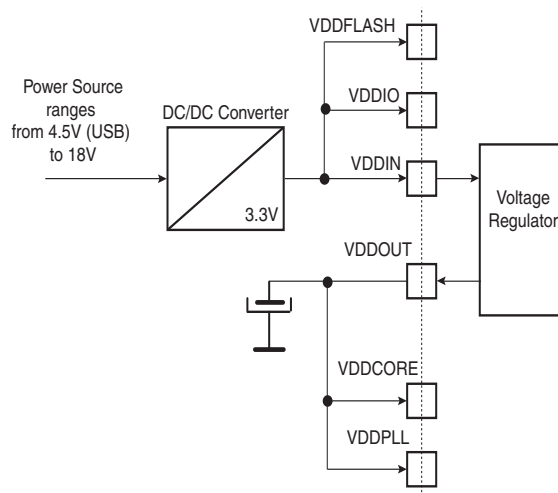 VDDFLASH
Power Source
ranges
from 4.5V (USB)
to 18V
DC/DC Converter
VDDIO
VDDIN
3.3V
Voltage
Regulator
VDDOUT
VDDCORE
VDDPLL